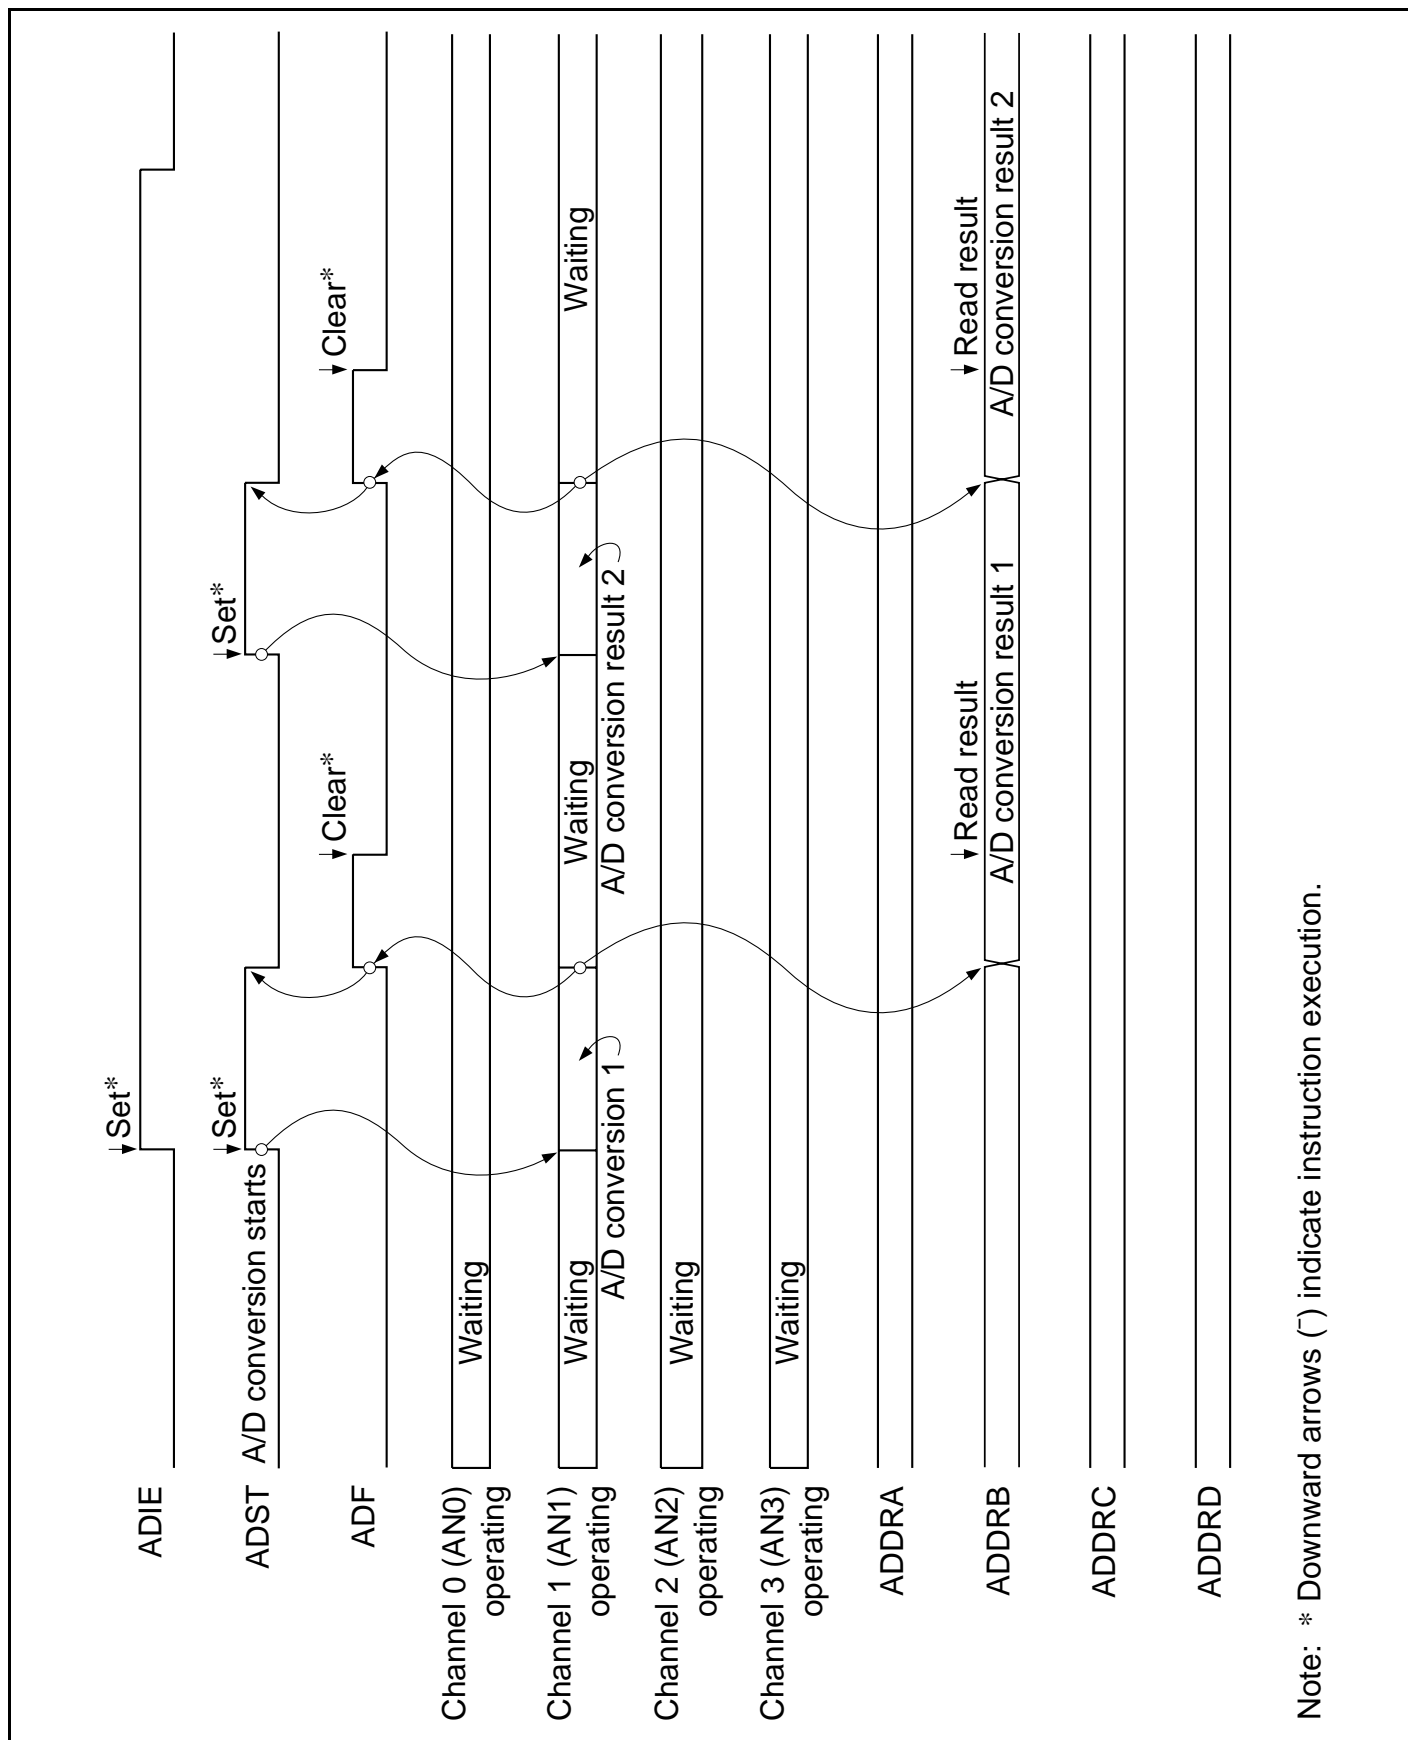 ADIE
Set*
ADST
A/D conversion starts
Set*
Set*
ADF
Clear*
Clear*
Channel 0 (AN0)
operating
Waiting
Channel 1 (AN1)
operating
Waiting
Waiting
Waiting
A/D conversion 1
A/D conversion result 2
Channel 2 (AN2)
operating
Waiting
Channel 3 (AN3)
operating
Waiting
ADDRA
Read result
Read result
ADDRB
A/D conversion result 1
A/D conversion result 2
ADDRC
ADDRD
Note: * Downward arrows (¯) indicate instruction execution.